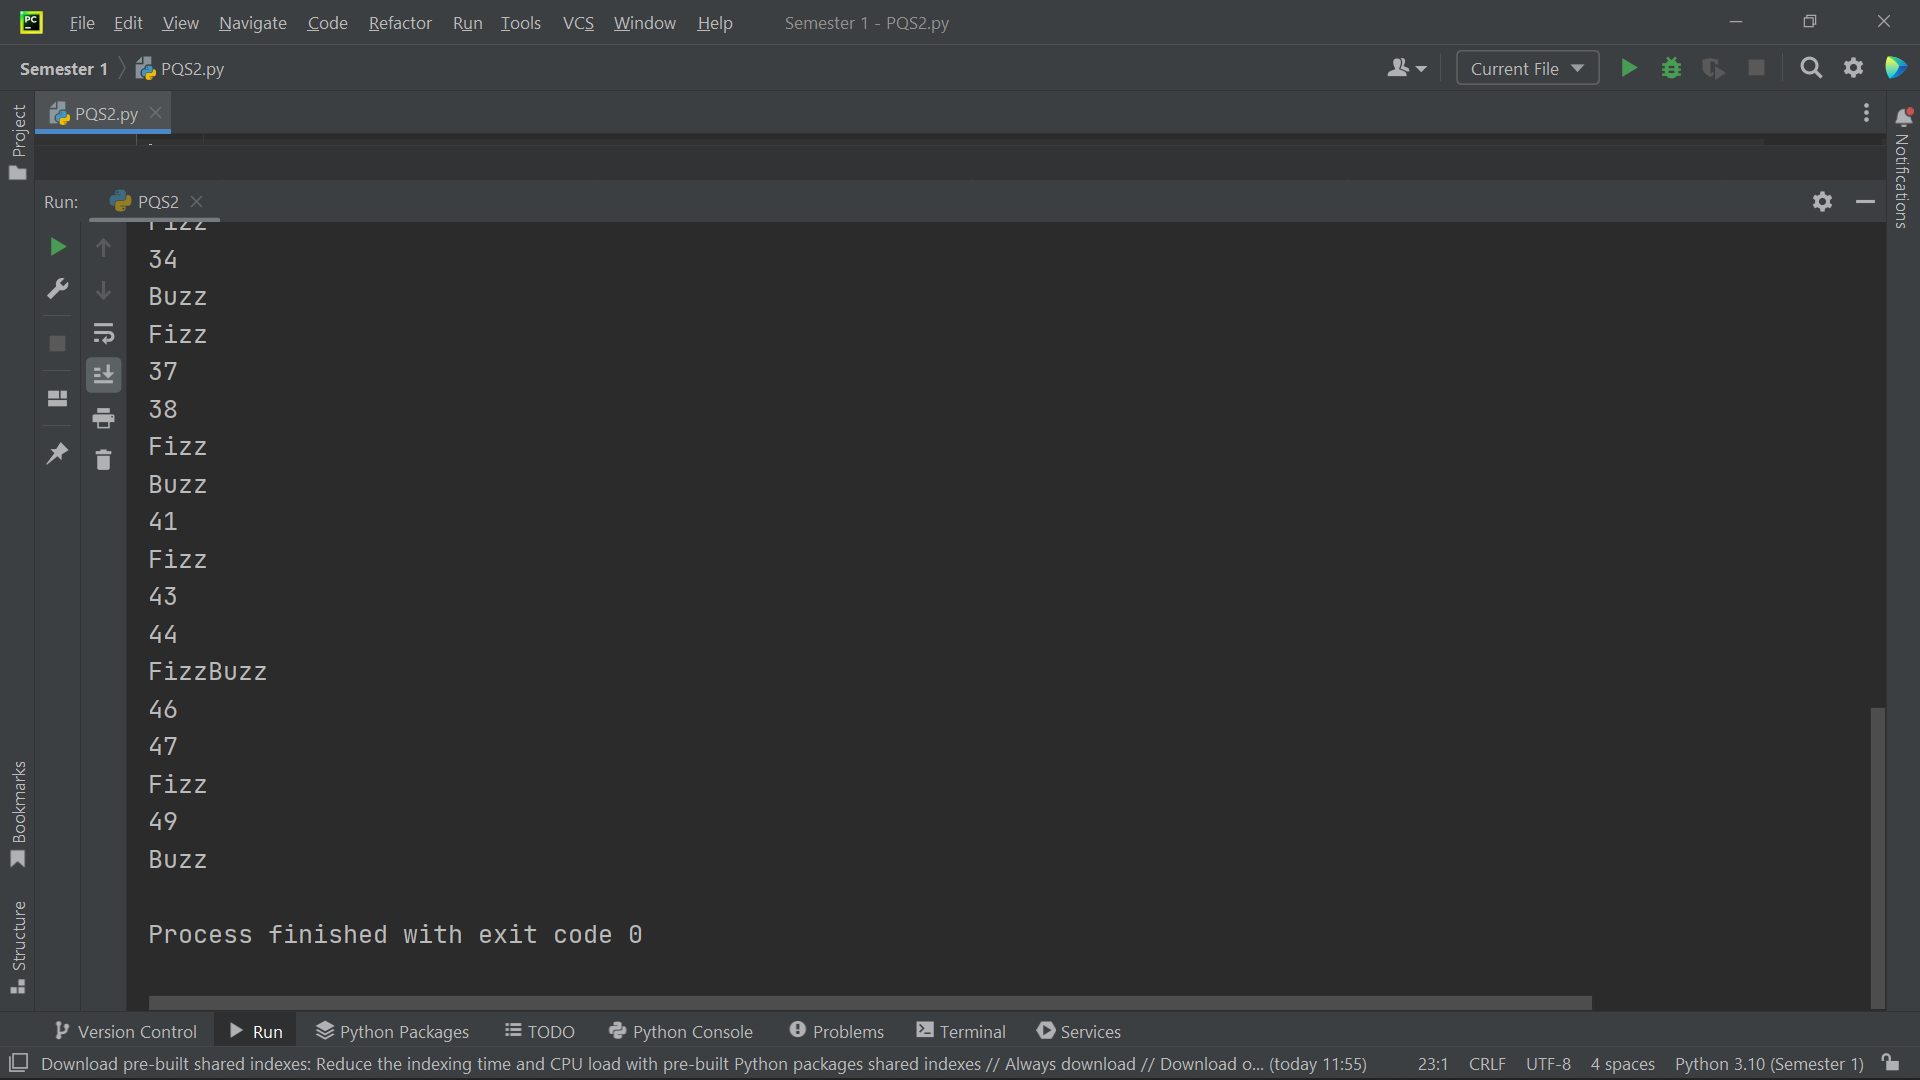 PC
File Edit View Navigate Code Refactor Run Tools VCS Window Help Semester 1 - PQS2.py
Semester 1 PQS2.py Current File
Project
PQS2.py
Notifications
Run: PQS2
Fizz
34
Buzz
Fizz
37
38
Fizz
Buzz
41
Fizz
43
44
FizzBuzz
46
47
Fizz
49
Buzz
Process finished with exit code 0
Bookmarks
Structure
Version Control Run Python Packages TODO Python Console Problems Terminal Services
Download pre-built shared indexes: Reduce the indexing time and CPU load with pre-built Python packages shared indexes // Always download // Download o... (today 11:55) 23:1 CRLF UTF-8 4 spaces Python 3.10 (Semester 1)